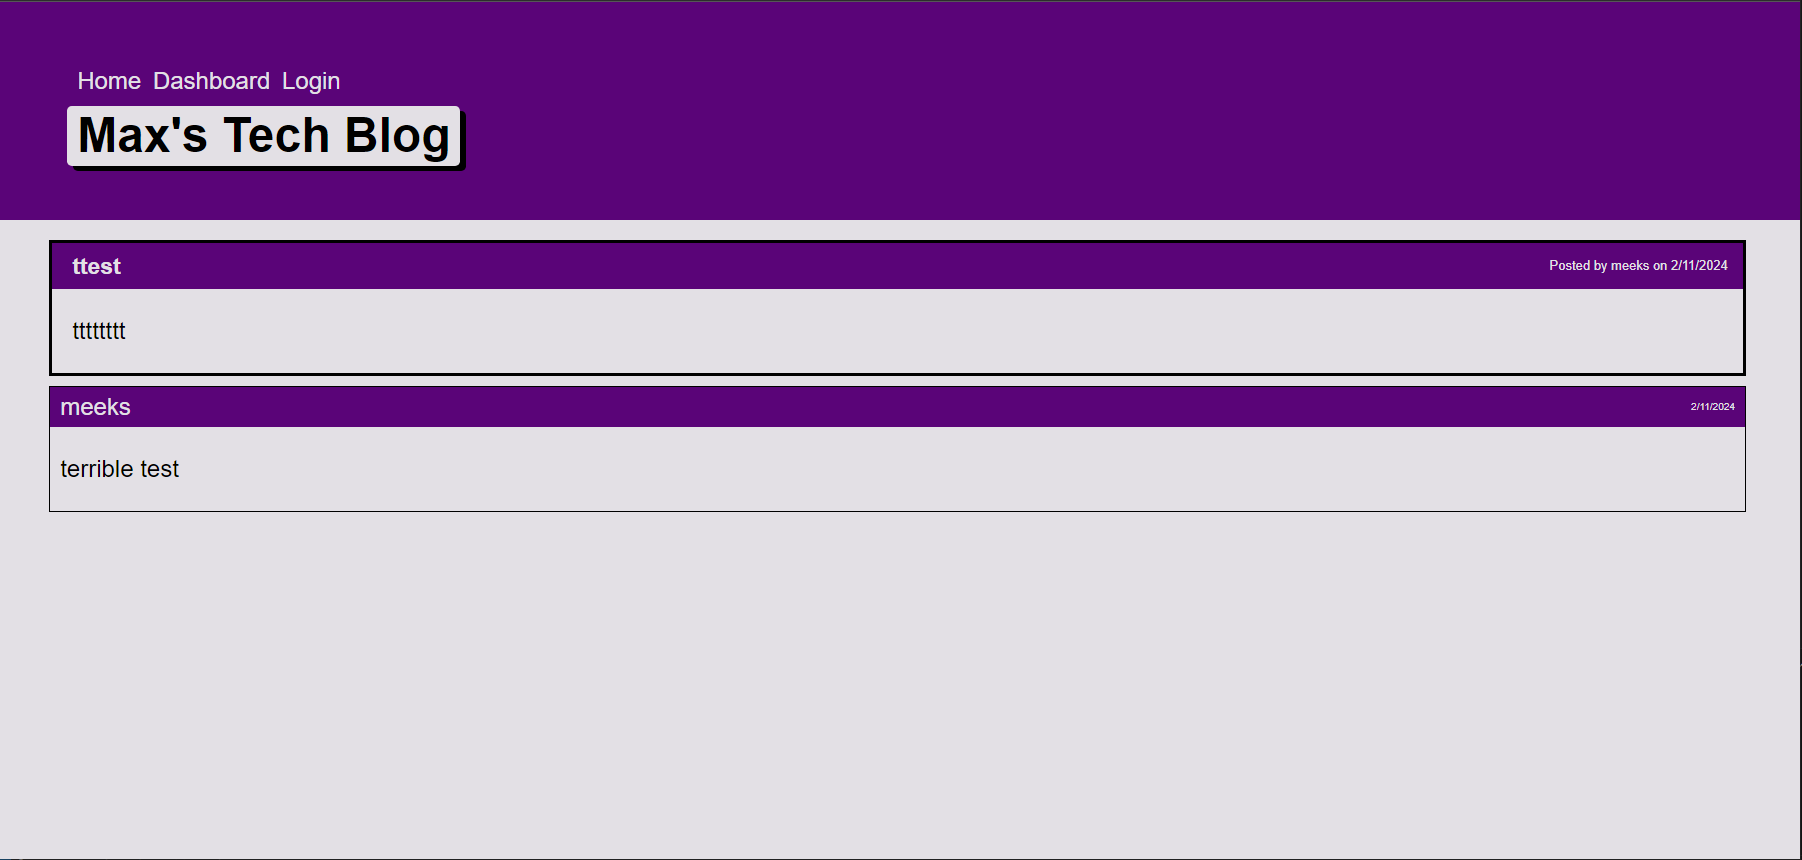 Home Dashboard Login
Max's Tech Blog
ttest Posted by meeks on 2/11/2024
tttttttt
meeks 2/11/2024
terrible test